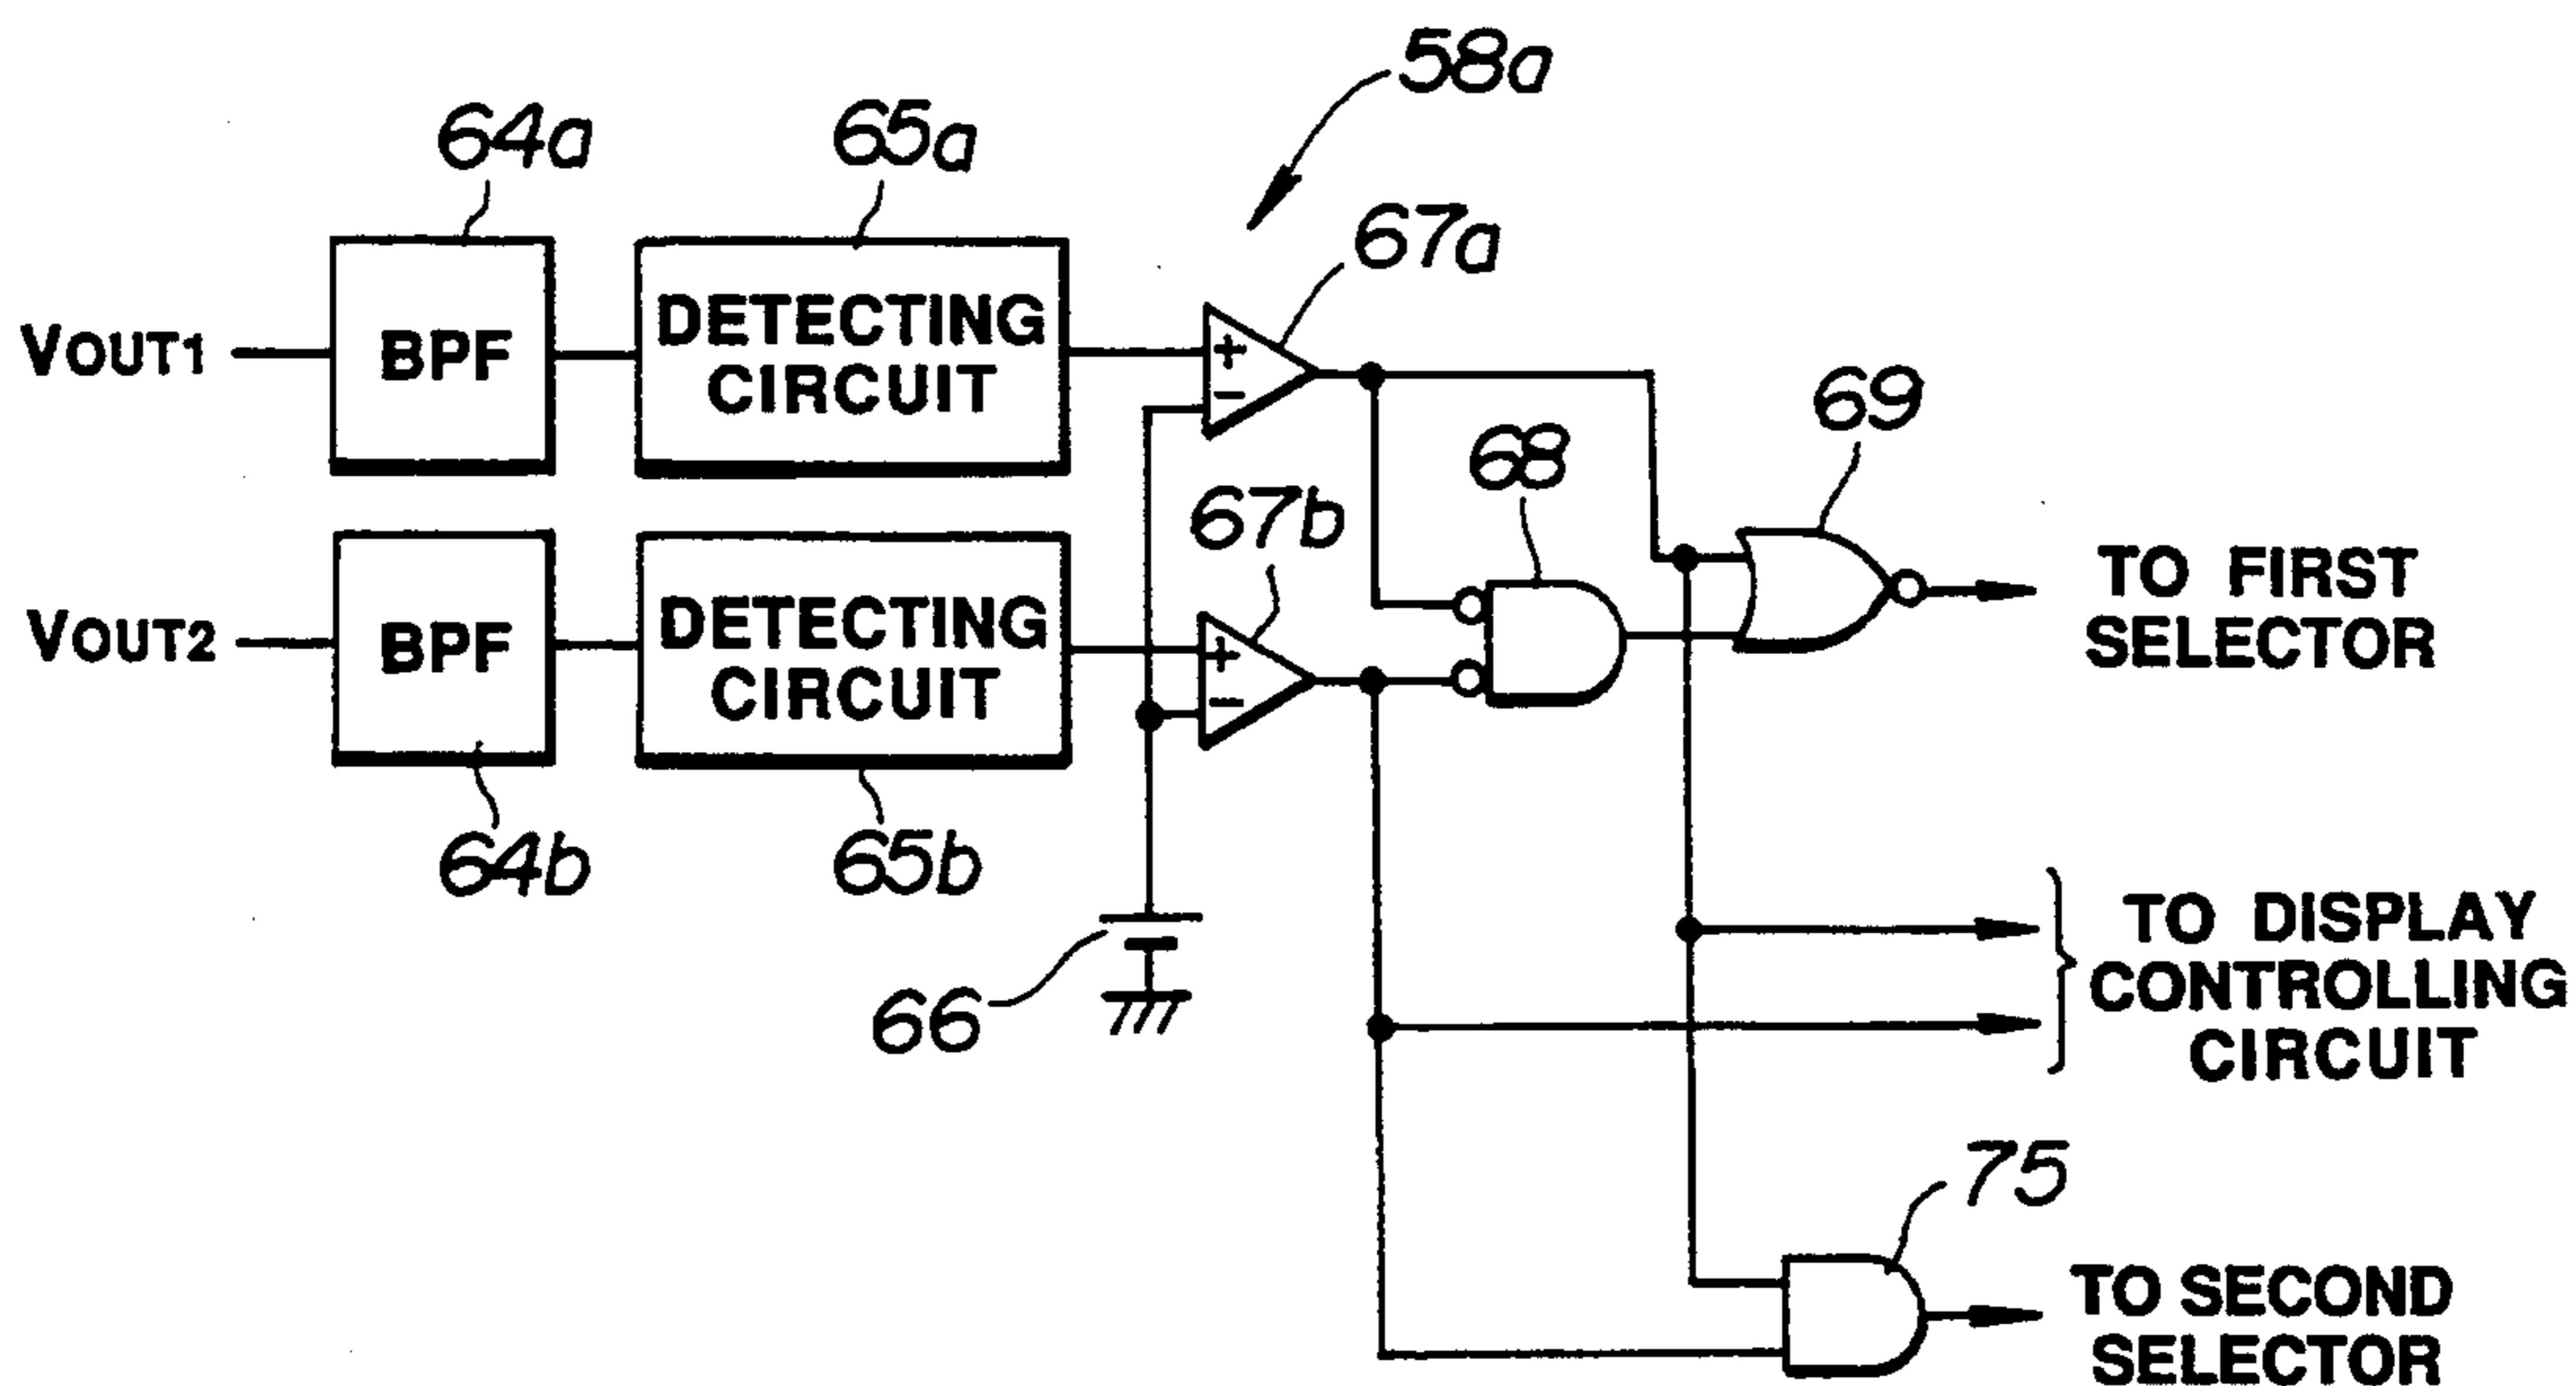 58a
64a
65a
67a
VOUT1
BPF
DETECTING
CIRCUIT
+
−
69
68
67b
TO FIRST
SELECTOR
VOUT2
BPF
DETECTING
CIRCUIT
+
−
64b
65b
66
TO DISPLAY
CONTROLLING
CIRCUIT
75
TO SECOND
SELECTOR